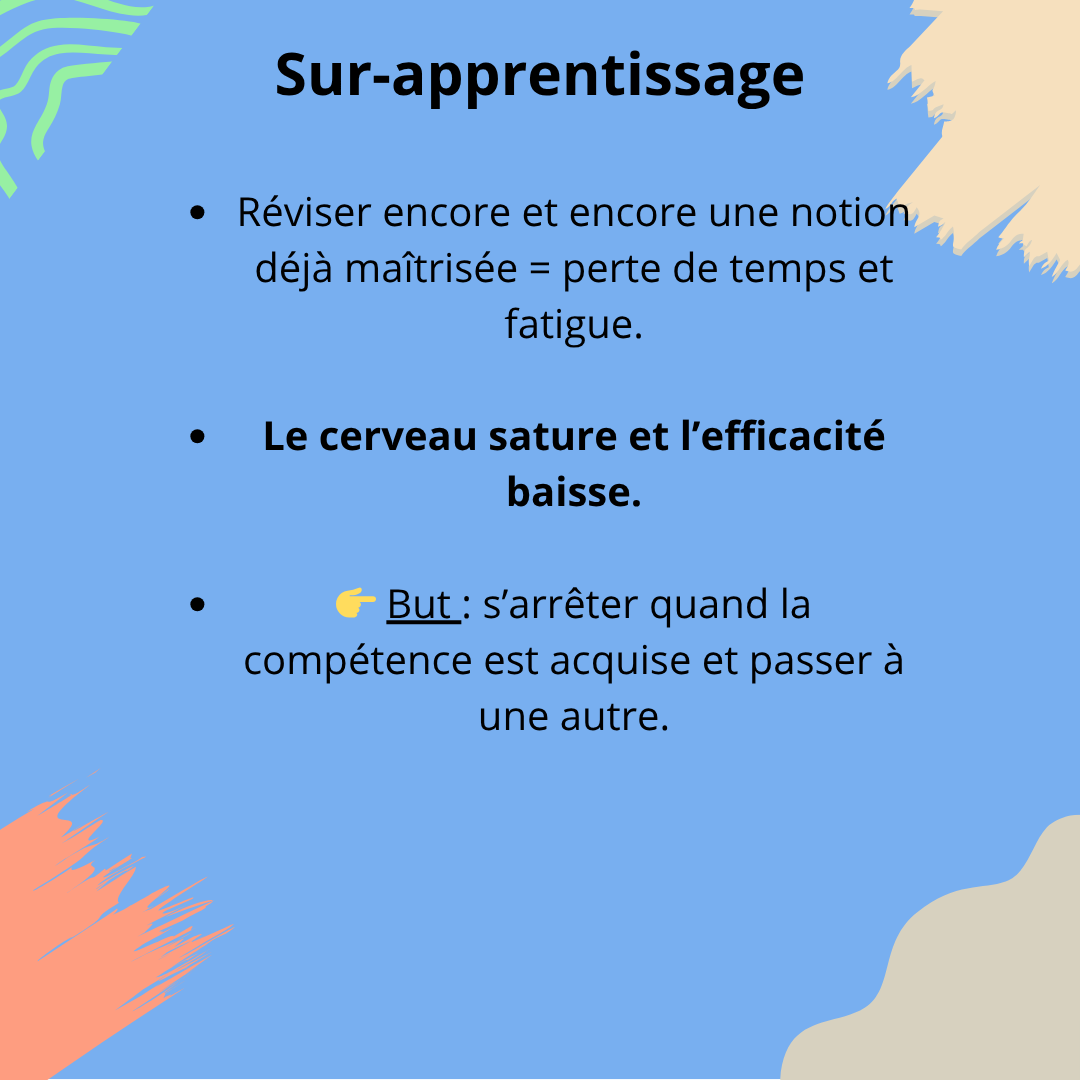 Sur-apprentissage
• Réviser encore et encore une notion
déjà maîtrisée = perte de temps et
fatigue.
• Le cerveau sature et l’efficacité
baisse.
• 👉 But : s’arrêter quand la
compétence est acquise et passer à
une autre.